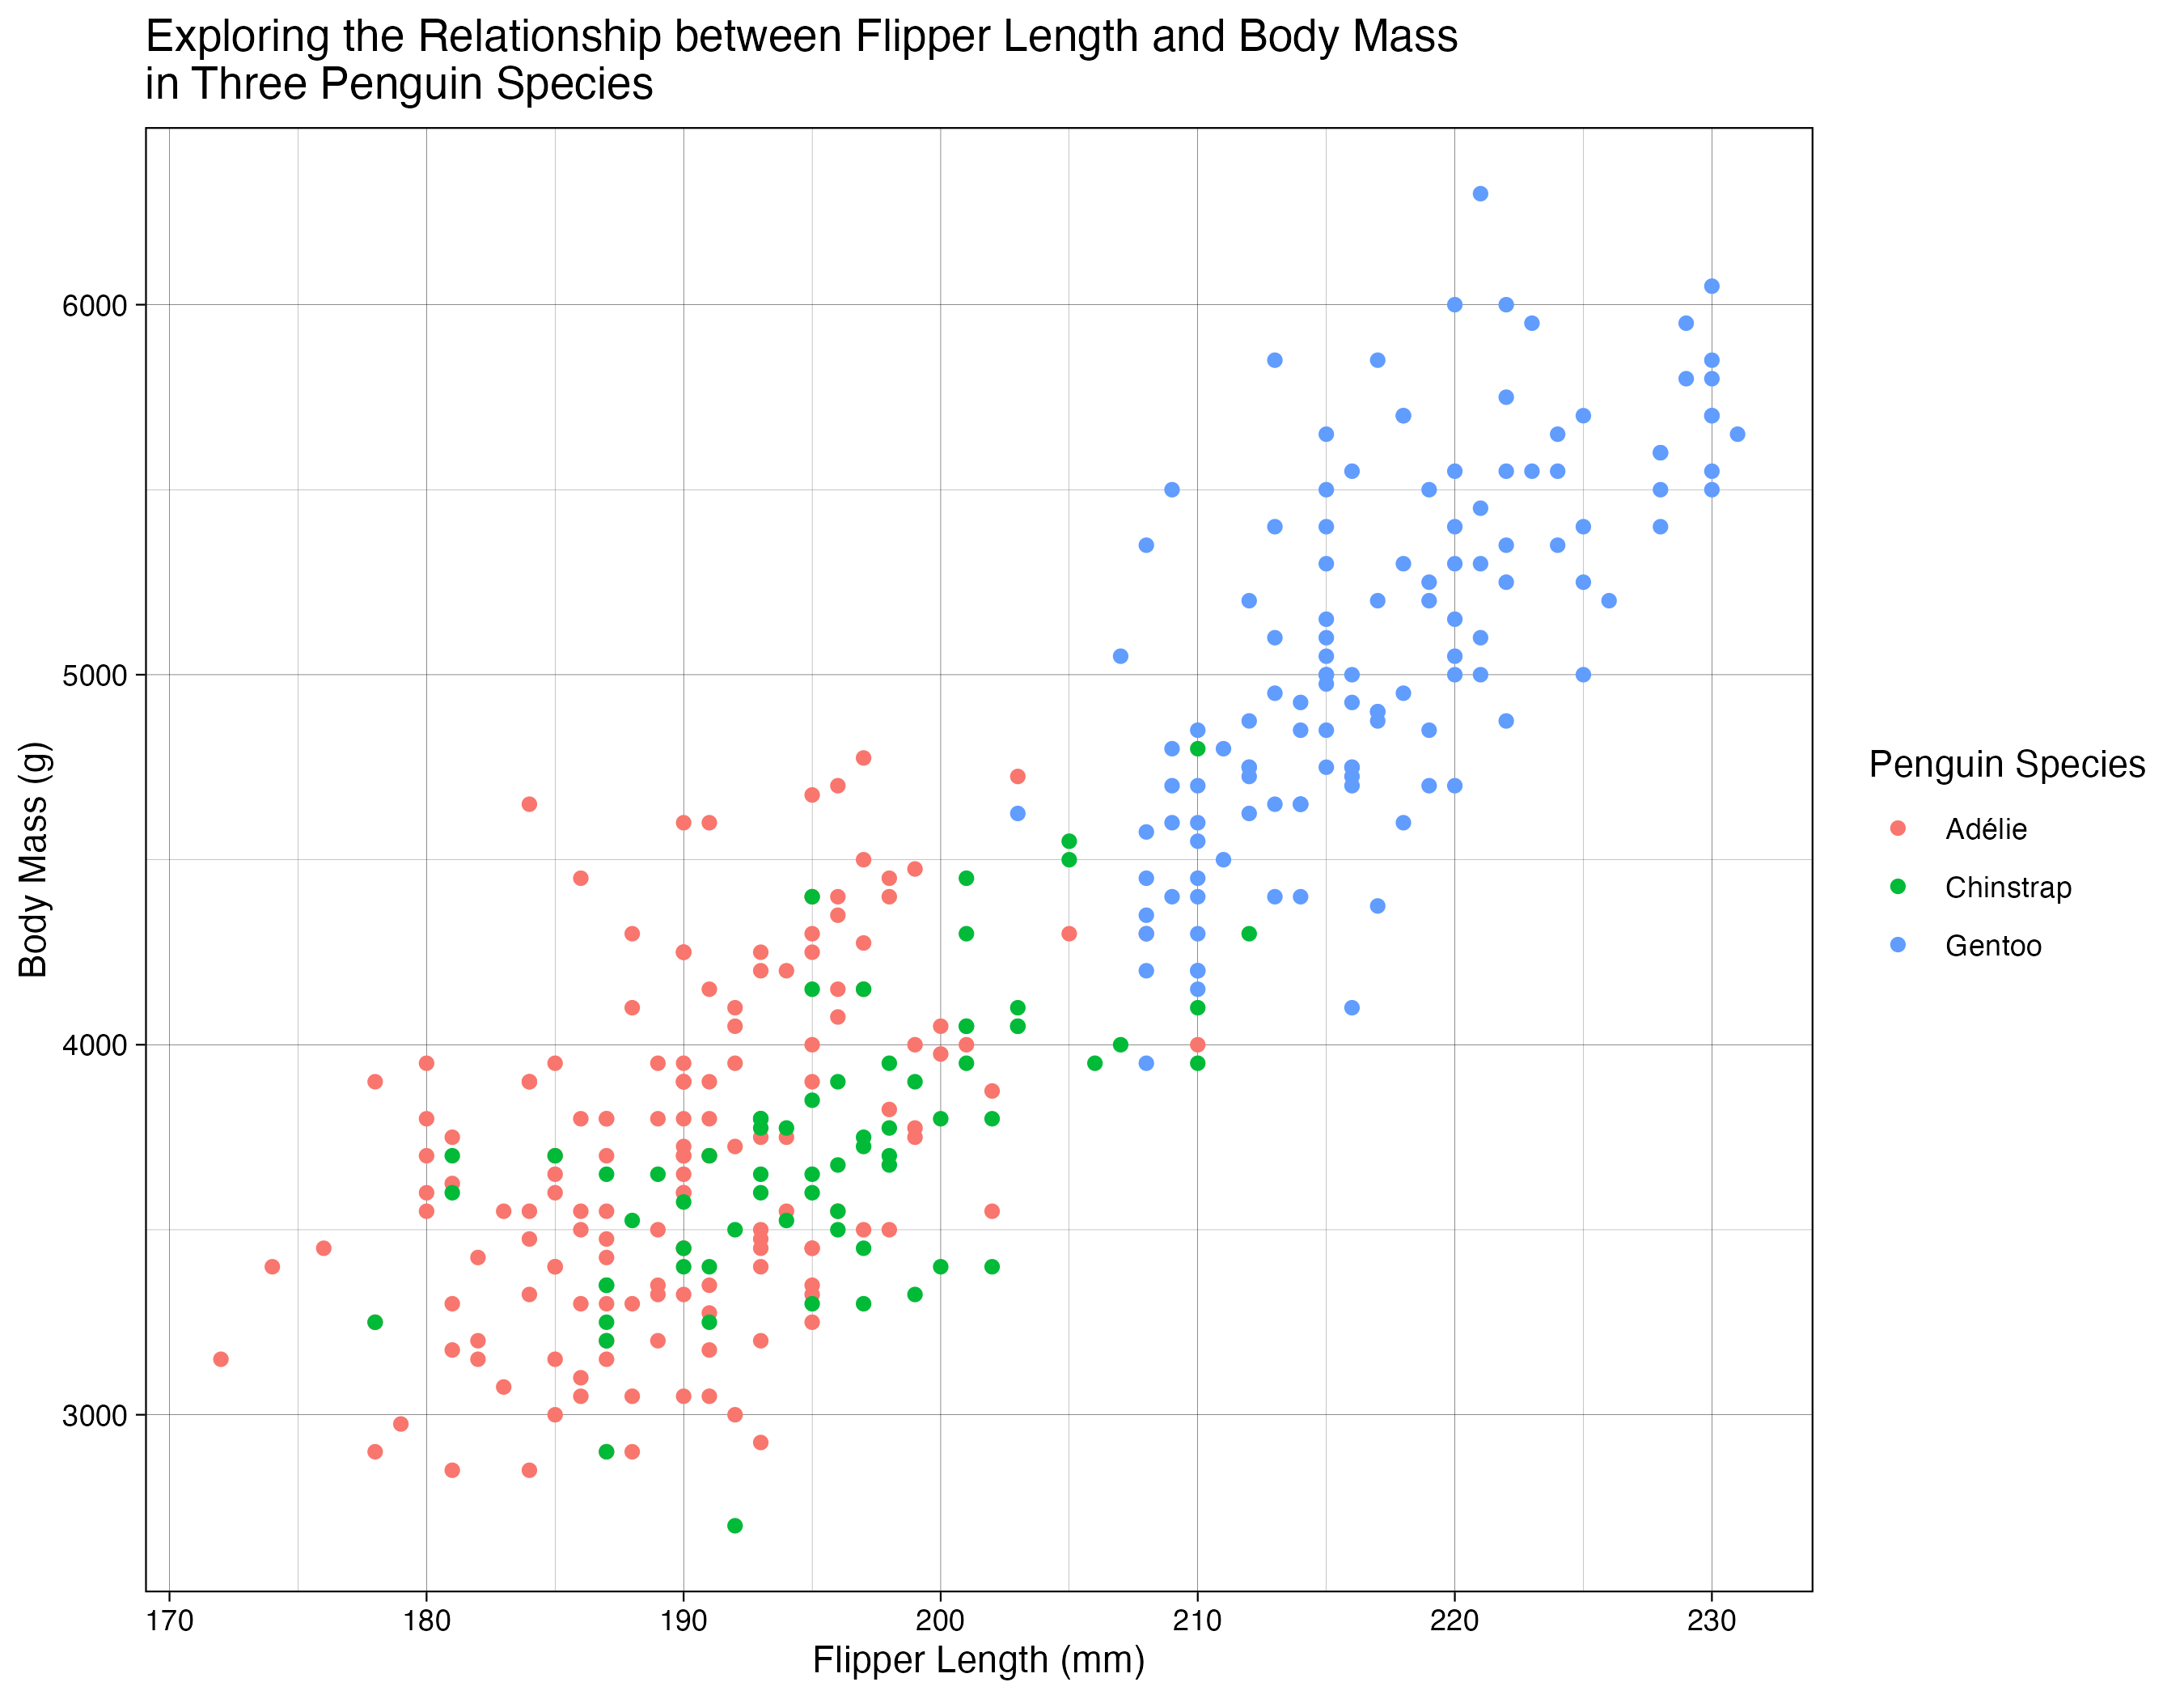 Exploring the Relationship between Flipper Length and Body Mass
in Three Penguin Species
6000
5000
4000
3000
Body Mass (g)
170 180 190 200 210 220 230
Flipper Length (mm)
Penguin Species
Adélie
Chinstrap
Gentoo